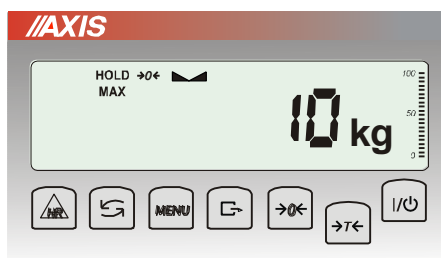 //AXIS
HOLD →0←
MAX
100
50
0
10 kg
HR
MENU
→0←
→T←
I/⏻